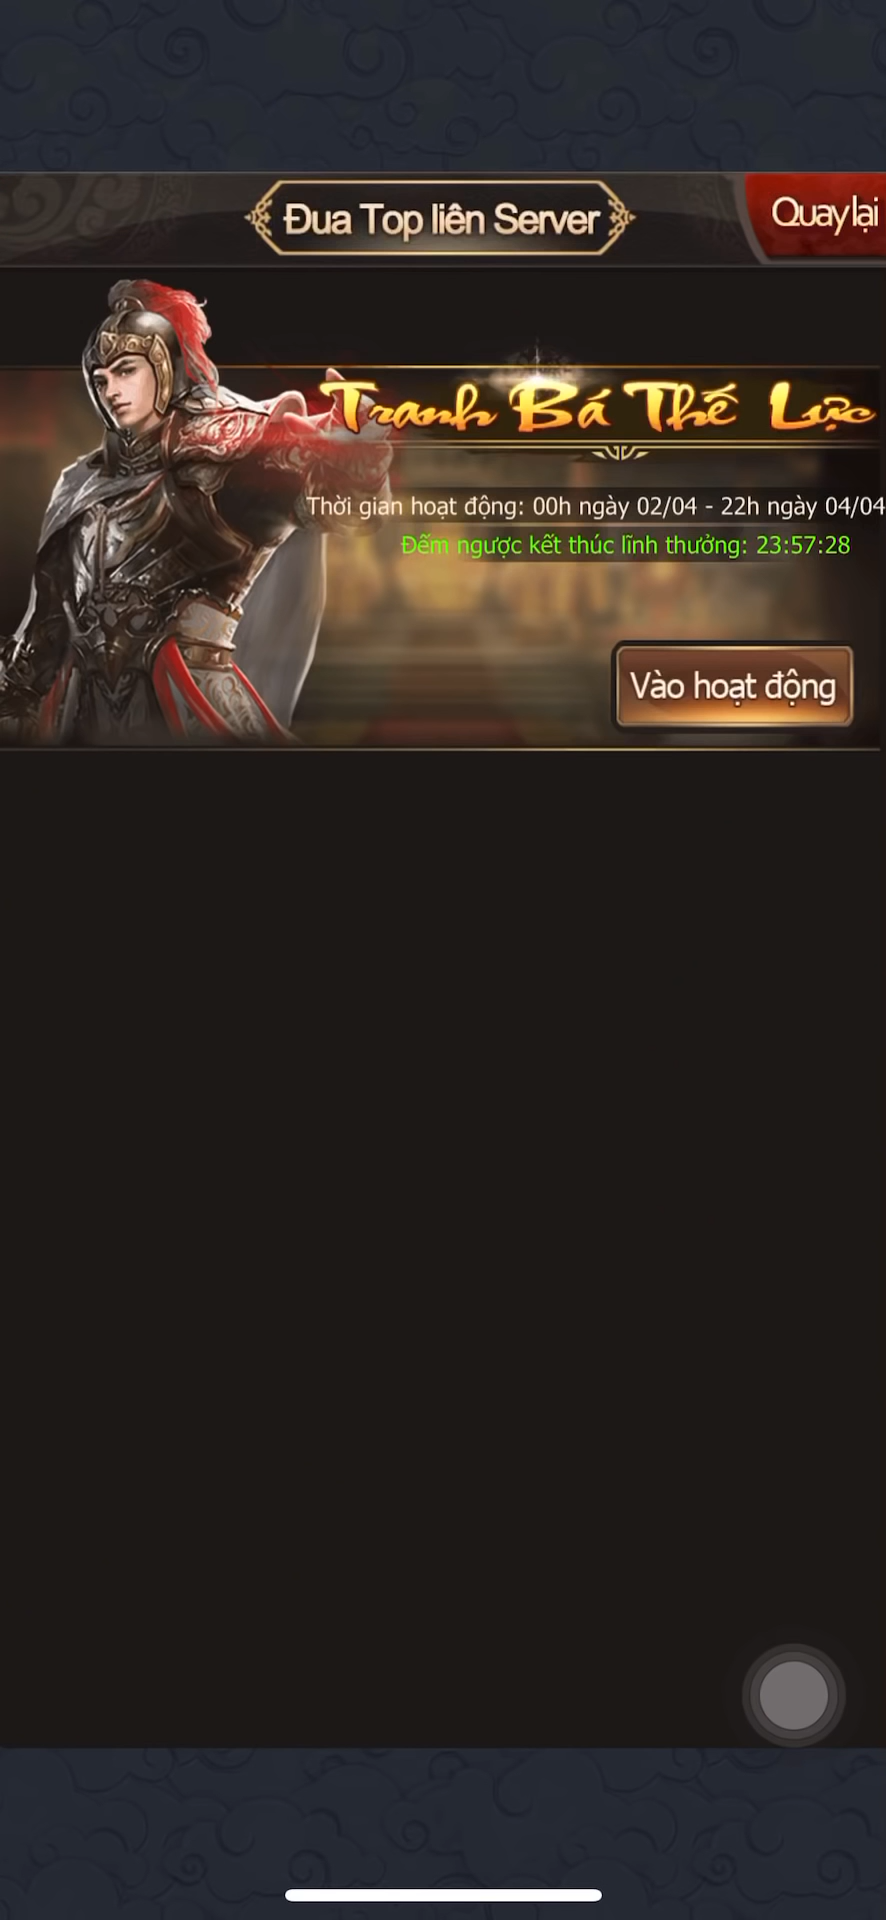 Đua Top liên Server
Quay lại
Tranh Bá Thế Lực
Thời gian hoạt động: 00h ngày 02/04 - 22h ngày 04/04
Đếm ngược kết thúc lĩnh thưởng: 23:57:28
Vào hoạt động